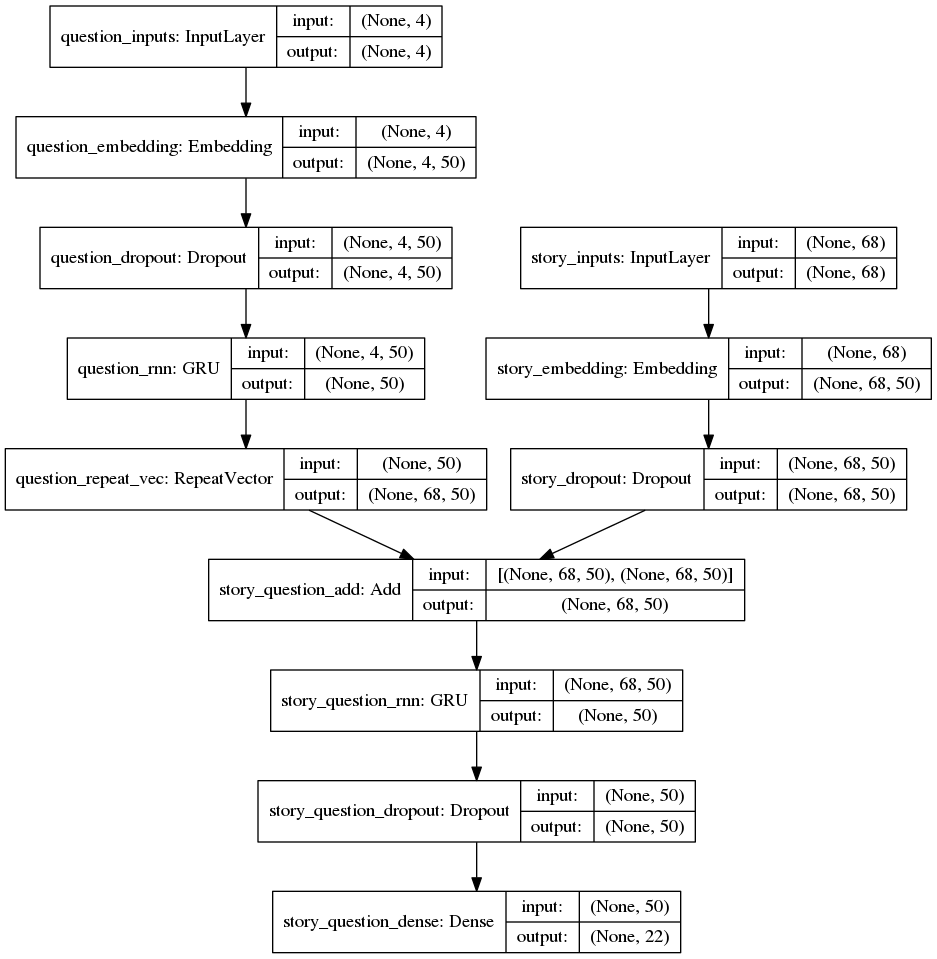 question_inputs: InputLayer
input: (None, 4)
output: (None, 4)
question_embedding: Embedding
input: (None, 4)
output: (None, 4, 50)
question_dropout: Dropout
input: (None, 4, 50)
output: (None, 4, 50)
story_inputs: InputLayer
input: (None, 68)
output: (None, 68)
question_rnn: GRU
input: (None, 4, 50)
output: (None, 50)
story_embedding: Embedding
input: (None, 68)
output: (None, 68, 50)
question_repeat_vec: RepeatVector
input: (None, 50)
output: (None, 68, 50)
story_dropout: Dropout
input: (None, 68, 50)
output: (None, 68, 50)
story_question_add: Add
input: [(None, 68, 50), (None, 68, 50)]
output: (None, 68, 50)
story_question_rnn: GRU
input: (None, 68, 50)
output: (None, 50)
story_question_dropout: Dropout
input: (None, 50)
output: (None, 50)
story_question_dense: Dense
input: (None, 50)
output: (None, 22)